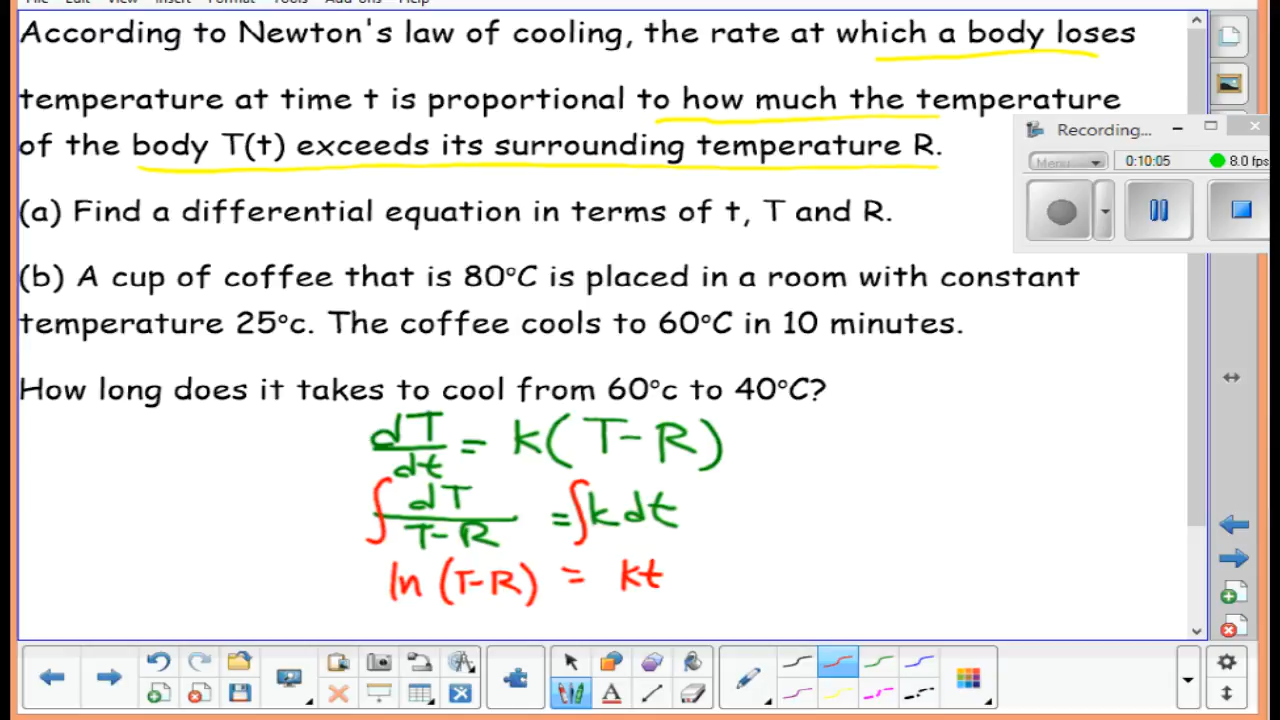 According to Newton's law of cooling, the rate at which a body loses
temperature at time t is proportional to how much the temperature
of the body T(t) exceeds its surrounding temperature R.
(a) Find a differential equation in terms of t, T and R.
(b) A cup of coffee that is 80°C is placed in a room with constant
temperature 25°c. The coffee cools to 60°C in 10 minutes.
How long does it takes to cool from 60°c to 40°C?
dT/dt = k(T-R)
∫ dT/T-R = ∫k dt
ln (T-R) = kt
Recording...
Menu
0:10:05
8.0 fps
A